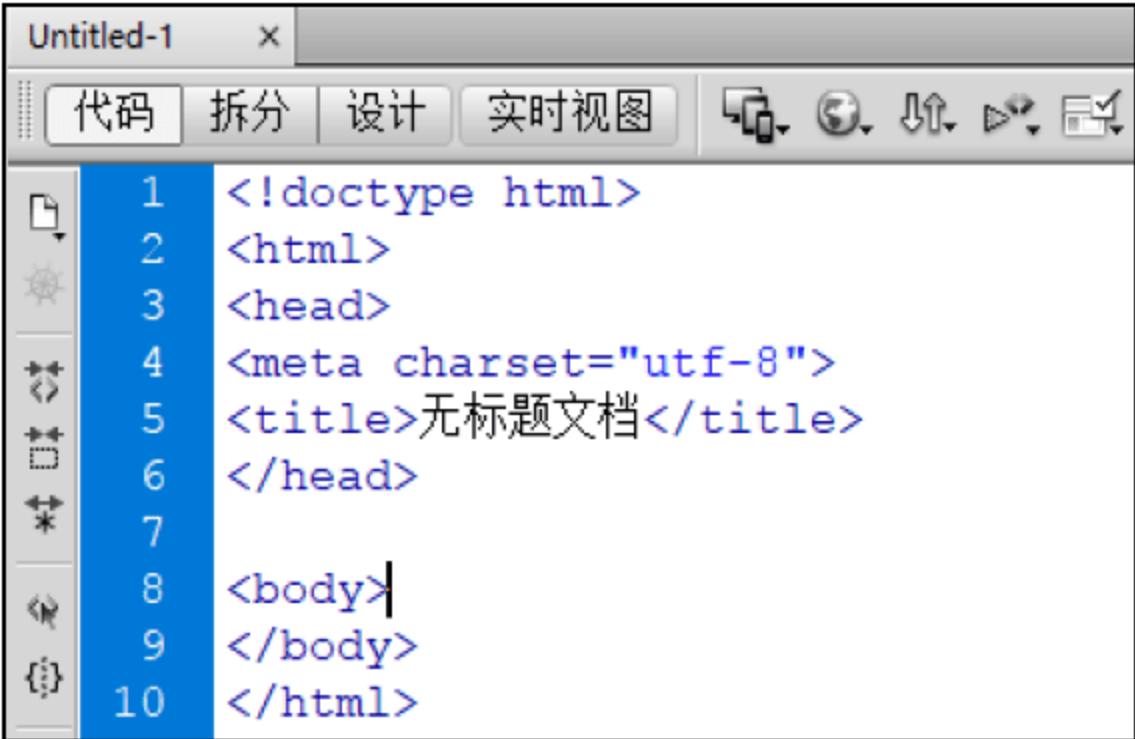 Untitled-1 ×
代码 拆分 设计 实时视图
1 <!doctype html>
2 <html>
3 <head>
4 <meta charset="utf-8">
5 <title>无标题文档</title>
6 </head>
7
8 <body>
9 </body>
10 </html>